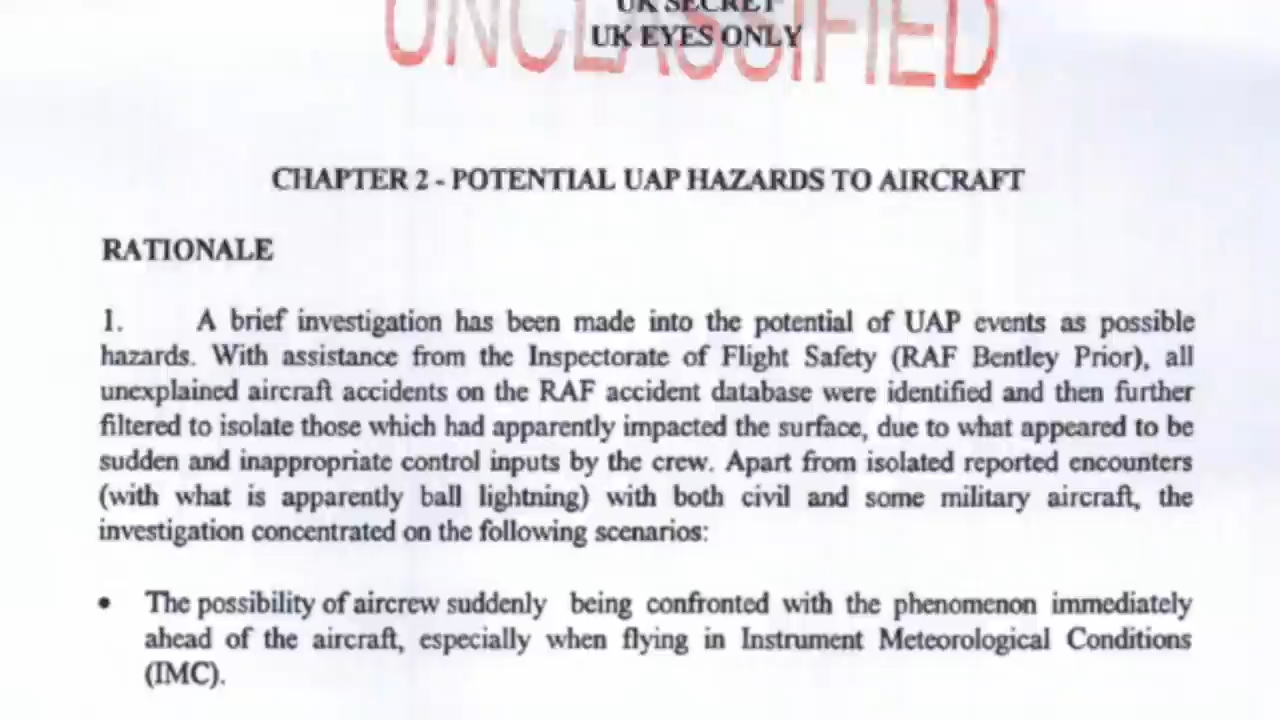 UK SECRET
UK EYES ONLY
UNCLASSIFIED
CHAPTER 2 - POTENTIAL UAP HAZARDS TO AIRCRAFT
RATIONALE
1. A brief investigation has been made into the potential of UAP events as possible
hazards. With assistance from the Inspectorate of Flight Safety (RAF Bentley Prior), all
unexplained aircraft accidents on the RAF accident database were identified and then further
filtered to isolate those which had apparently impacted the surface, due to what appeared to be
sudden and inappropriate control inputs by the crew. Apart from isolated reported encounters
(with what is apparently ball lightning) with both civil and some military aircraft, the
investigation concentrated on the following scenarios:
• The possibility of aircrew suddenly being confronted with the phenomenon immediately
ahead of the aircraft, especially when flying in Instrument Meteorological Conditions
(IMC).